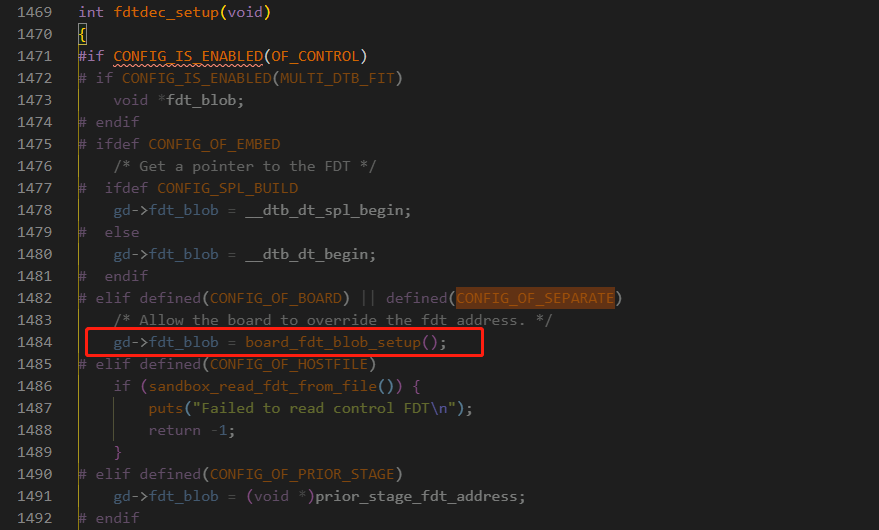 1469 int fdtdec_setup(void)
1470 {
1471 #if CONFIG_IS_ENABLED(OF_CONTROL)
1472 # if CONFIG_IS_ENABLED(MULTI_DTB_FIT)
1473     void *fdt_blob;
1474 # endif
1475 # ifdef CONFIG_OF_EMBED
1476     /* Get a pointer to the FDT */
1477 #  ifdef CONFIG_SPL_BUILD
1478     gd->fdt_blob = __dtb_dt_spl_begin;
1479 #  else
1480     gd->fdt_blob = __dtb_dt_begin;
1481 #  endif
1482 # elif defined(CONFIG_OF_BOARD) || defined(CONFIG_OF_SEPARATE)
1483     /* Allow the board to override the fdt address. */
1484     gd->fdt_blob = board_fdt_blob_setup();
1485 # elif defined(CONFIG_OF_HOSTFILE)
1486     if (sandbox_read_fdt_from_file()) {
1487         puts("Failed to read control FDT\n");
1488         return -1;
1489     }
1490 # elif defined(CONFIG_OF_PRIOR_STAGE)
1491     gd->fdt_blob = (void *)prior_stage_fdt_address;
1492 # endif